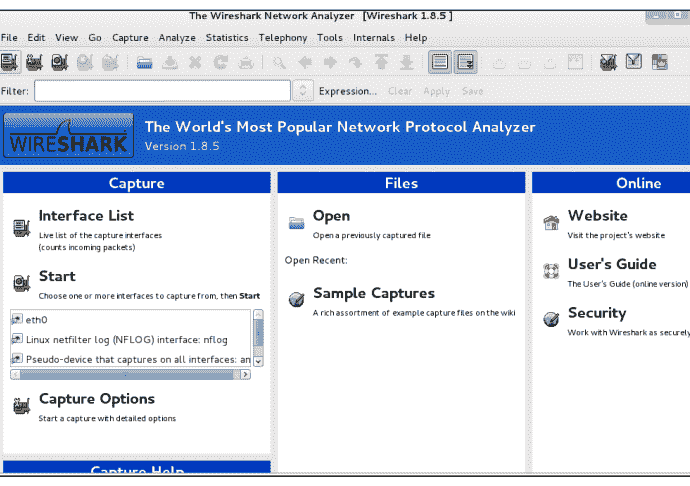 The Wireshark Network Analyzer [Wireshark 1.8.5 ]
File Edit View Go Capture Analyze Statistics Telephony Tools Internals Help
Filter: Expression... Clear Apply Save
WIRESHARK
The World's Most Popular Network Protocol Analyzer
Version 1.8.5
Capture
Interface List
Live list of the capture interfaces
(counts incoming packets)
Start
Choose one or more interfaces to capture from, then Start
eth0
Linux netfilter log (NFLOG) interface: nflog
Pseudo-device that captures on all interfaces: an
Capture Options
Start a capture with detailed options
Capture Help
Files
Open
Open a previously captured file
Open Recent:
Sample Captures
A rich assortment of example capture files on the wiki
Online
Website
Visit the project's website
User's Guide
The User's Guide (online version)
Security
Work with Wireshark as securely